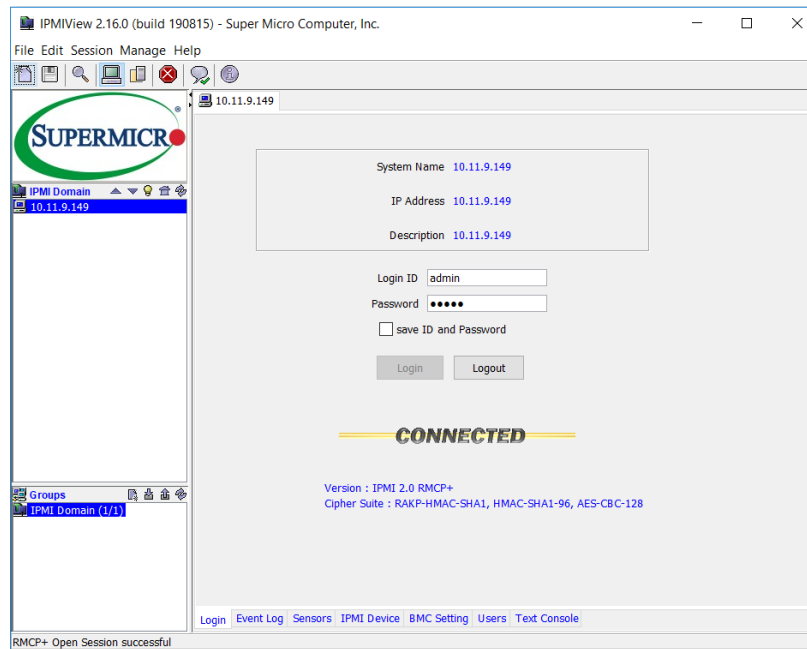 IPMIView 2.16.0 (build 190815) - Super Micro Computer, Inc.
File Edit Session Manage Help
10.11.9.149
SUPERMICR
®
IPMI Domain
10.11.9.149
System Name 10.11.9.149
IP Address 10.11.9.149
Description 10.11.9.149
Login ID admin
Password ●●●●●
save ID and Password
Login Logout
CONNECTED
Version : IPMI 2.0 RMCP+
Cipher Suite : RAKP-HMAC-SHA1, HMAC-SHA1-96, AES-CBC-128
Groups
IPMI Domain (1/1)
Login Event Log Sensors IPMI Device BMC Setting Users Text Console
RMCP+ Open Session successful